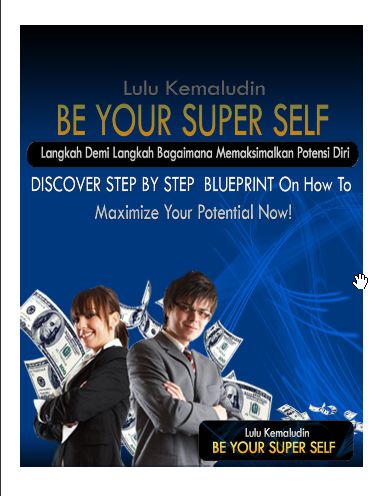 Lulu Kemaludin
BE YOUR SUPER SELF
Langkah Demi Langkah Bagaimana Memaksimalkan Potensi Diri
DISCOVER STEP BY STEP BLUEPRINT On How To
Maximize Your Potential Now!
Lulu Kemaludin
BE YOUR SUPER SELF